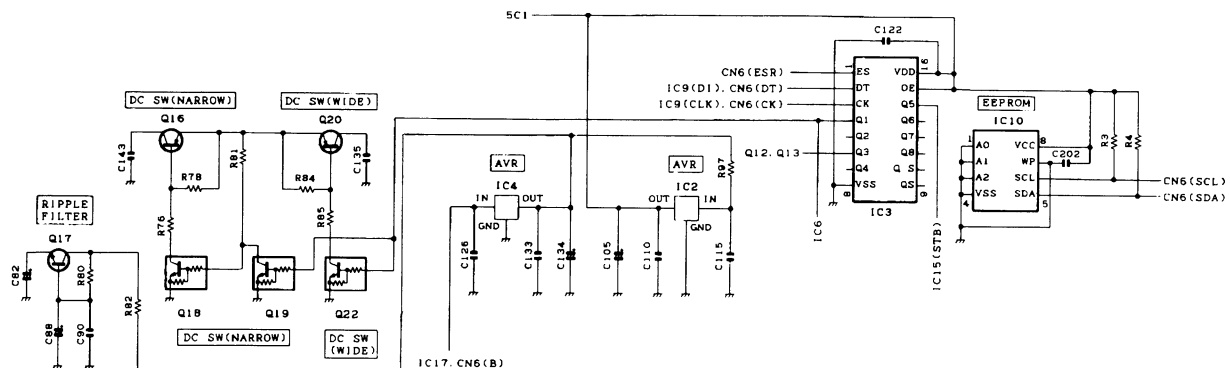 5C1
C122
1
16
CN6(ESR)
ES
VDD
DC SW(NARROW)
DC SW(WIDE)
IC9(DI).CN6(DT)
DT
OE
EEPROM
Q16
Q20
IC9(CLK).CN6(CK)
CK
Q5
IC10
Q1
Q6
C143
R81
C135
Q2
Q7
1
A0
VCC
8
R3
R4
R78
R84
AVR
AVR
R97
Q12.Q13
Q3
Q8
A1
WP
C202
RIPPLE FILTER
IC4
IC2
Q4
Q̅S
A2
SCL
CN6(SCL)
R76
R85
IN
OUT
OUT
IN
VSS
QS
VSS
SDA
CN6(SDA)
Q17
GND
GND
8
9
4
5
IC3
C82
R80
C126
C133
C134
C105
C110
C115
IC6
IC15(STB)
R82
Q18
Q19
Q22
C88
C90
DC SW(NARROW)
DC SW
(WIDE)
IC17.CN6(B)